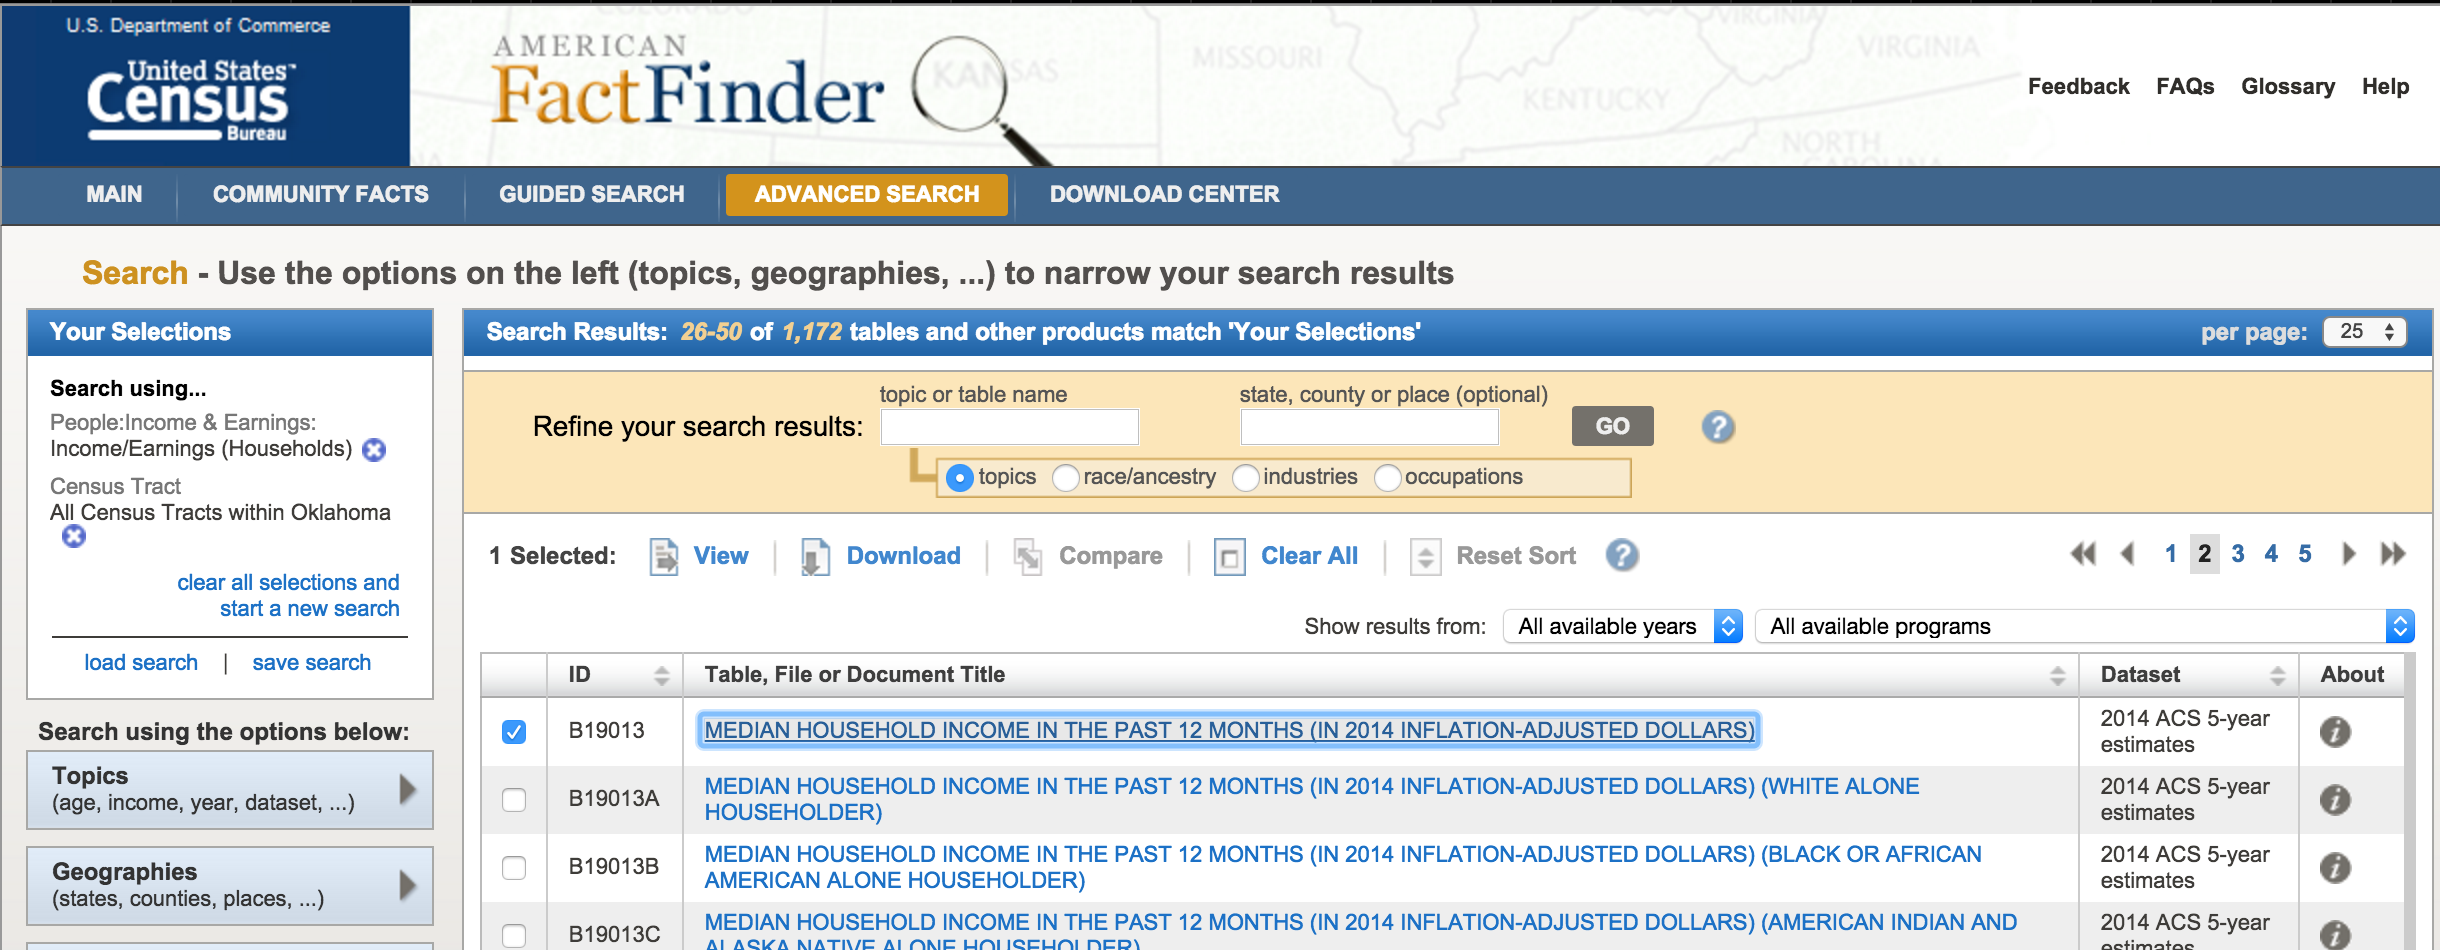 U.S. Department of Commerce
United States™
Census
Bureau
AMERICAN
FactFinder
COLORADO
KANSAS
MISSOURI
KENTUCKY
VIRGINIA
VIRGINIA
NORTH
CAROLINA
Feedback FAQs Glossary Help
MAIN COMMUNITY FACTS GUIDED SEARCH ADVANCED SEARCH DOWNLOAD CENTER
Search - Use the options on the left (topics, geographies, ...) to narrow your search results
Your Selections
Search using...
People:Income & Earnings:
Income/Earnings (Households)
Census Tract
All Census Tracts within Oklahoma
clear all selections and
start a new search
load search | save search
Search using the options below:
Topics
(age, income, year, dataset, ...)
Geographies
(states, counties, places, ...)
Search Results: 26-50 of 1,172 tables and other products match 'Your Selections'
per page: 25
topic or table name
state, county or place (optional)
Refine your search results:
GO
?
topics race/ancestry industries occupations
1 Selected: View Download Compare Clear All Reset Sort ?
1 2 3 4 5
Show results from: All available years All available programs
ID Table, File or Document Title Dataset About
B19013 MEDIAN HOUSEHOLD INCOME IN THE PAST 12 MONTHS (IN 2014 INFLATION-ADJUSTED DOLLARS) 2014 ACS 5-year
estimates
B19013A MEDIAN HOUSEHOLD INCOME IN THE PAST 12 MONTHS (IN 2014 INFLATION-ADJUSTED DOLLARS) (WHITE ALONE 2014 ACS 5-year
HOUSEHOLDER) estimates
B19013B MEDIAN HOUSEHOLD INCOME IN THE PAST 12 MONTHS (IN 2014 INFLATION-ADJUSTED DOLLARS) (BLACK OR AFRICAN 2014 ACS 5-year
AMERICAN ALONE HOUSEHOLDER) estimates
B19013C MEDIAN HOUSEHOLD INCOME IN THE PAST 12 MONTHS (IN 2014 INFLATION-ADJUSTED DOLLARS) (AMERICAN INDIAN AND 2014 ACS 5-year
ALASKA NATIVE ALONE HOUSEHOLDER) estimates